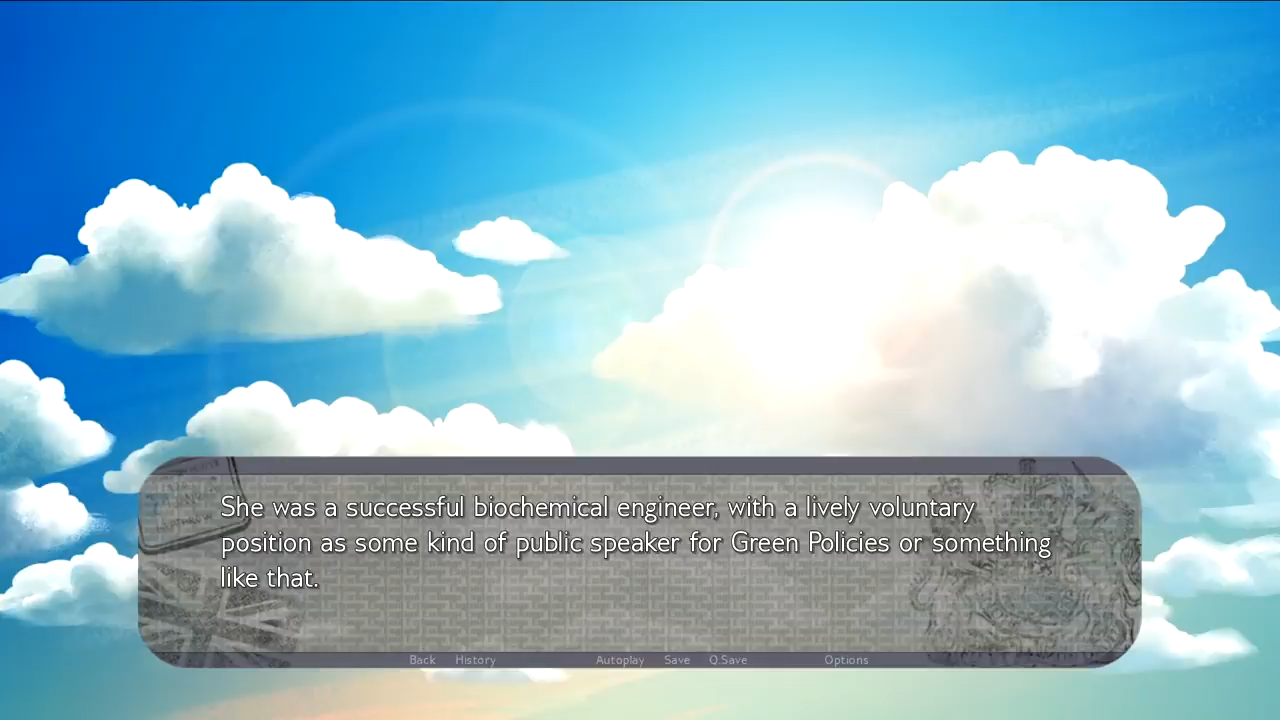 She was a successful biochemical engineer, with a lively voluntary
position as some kind of public speaker for Green Policies or something
like that.
Back History Autoplay Save Q.Save Options